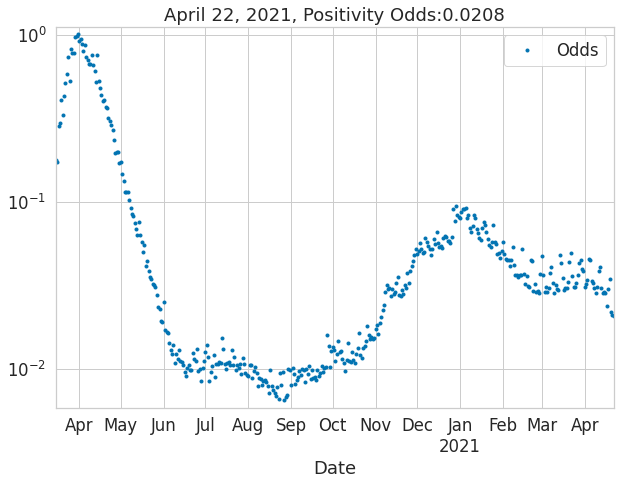 April 22, 2021, Positivity Odds:0.0208
Odds
10⁰
10⁻¹
10⁻²
Apr May Jun Jul Aug Sep Oct Nov Dec Jan Feb Mar Apr
2021
Date